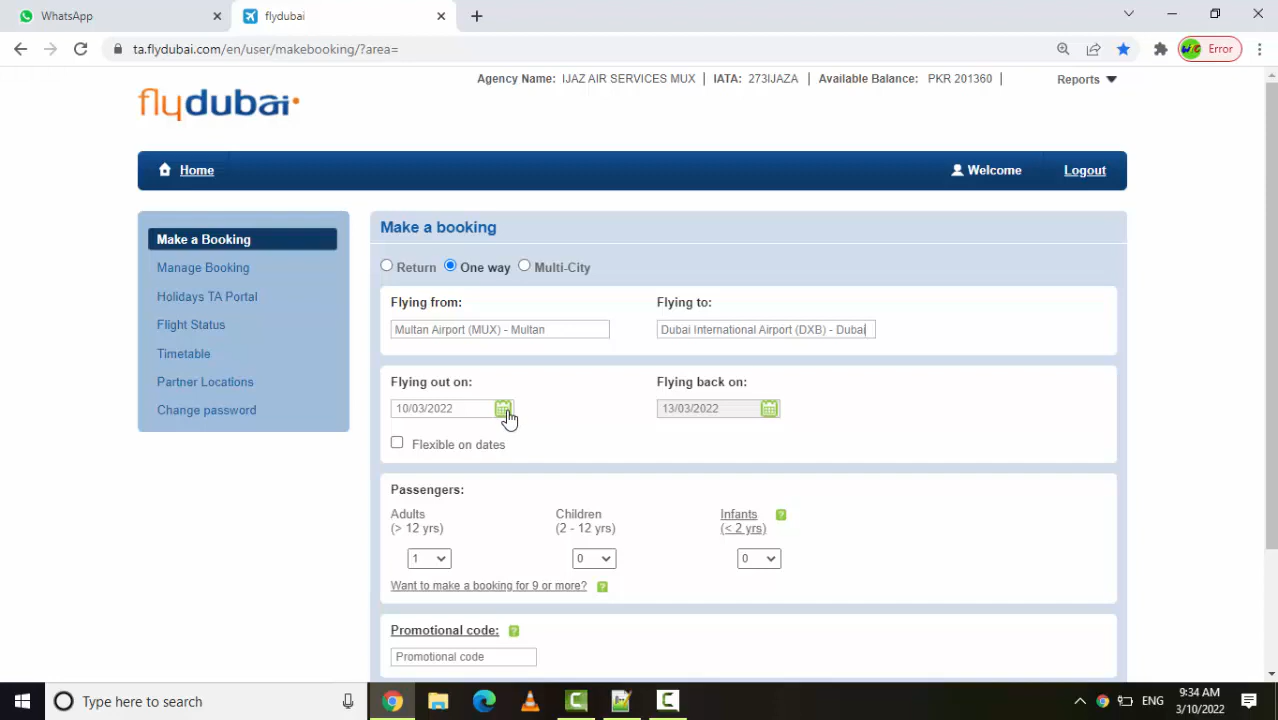 WhatsApp
flydubai
ta.flydubai.com/en/user/makebooking/?area=
Error
Agency Name: IJAZ AIR SERVICES MUX | IATA: 273IJAZA | Available Balance: PKR 201360 |
Reports
flydubai
Home
Welcome
Logout
Make a Booking
Manage Booking
Holidays TA Portal
Flight Status
Timetable
Partner Locations
Change password
Make a booking
Return One way Multi-City
Flying from: Flying to:
Multan Airport (MUX) - Multan Dubai International Airport (DXB) - Dubai
Flying out on: Flying back on:
10/03/2022 13/03/2022
Flexible on dates
Passengers:
Adults Children Infants ?
(> 12 yrs) (2 - 12 yrs) (< 2 yrs)
1 0 0
Want to make a booking for 9 or more? ?
Promotional code: ?
Promotional code
Type here to search
ENG
9:34 AM
3/10/2022